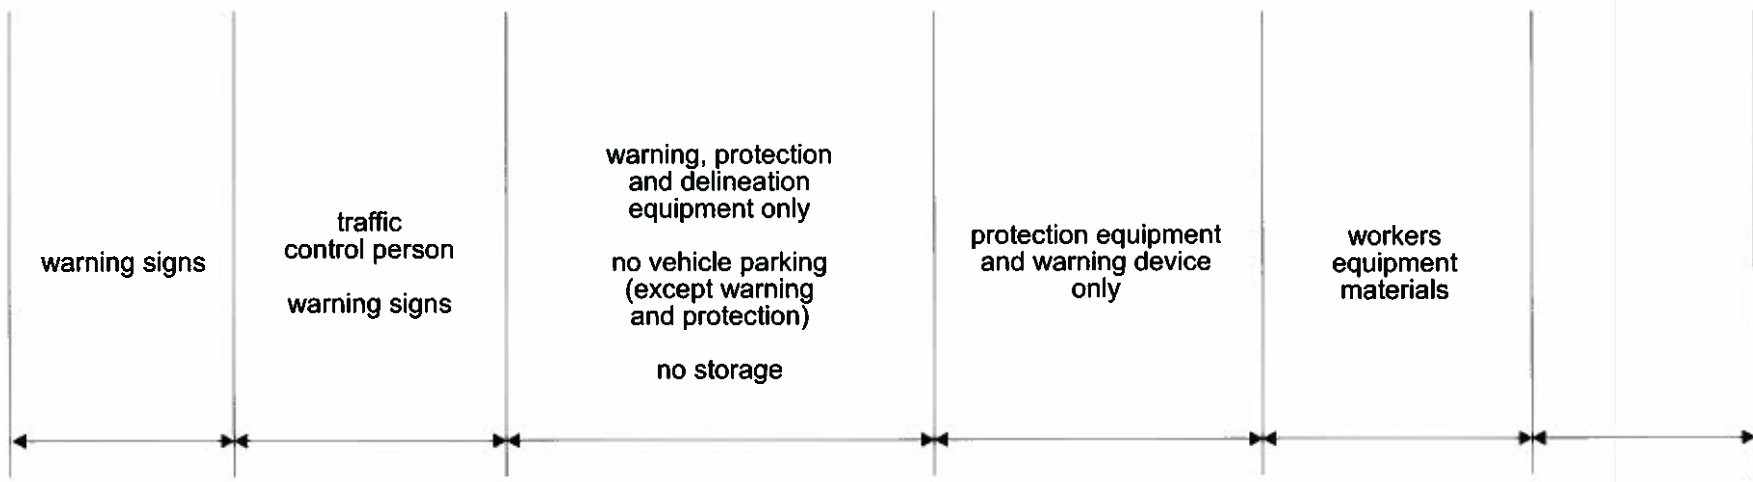 warning signs
traffic
control person
warning signs
warning, protection
and delineation
equipment only
no vehicle parking
(except warning
and protection)
no storage
protection equipment
and warning device
only
workers
equipment
materials